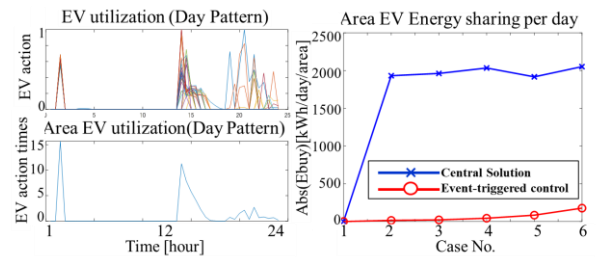 EV utilization (Day Pattern)
EV action
1
0
5
15
25
Area EV utilization(Day Pattern)
EV action times
15
10
5
0
1
12
24
Time [hour]
Area EV Energy sharing per day
Abs(Ebuy)[kWh/day/area]
2500
2000
1500
1000
500
0
Central Solution
Event-triggered control
1 2 3 4 5 6
Case No.